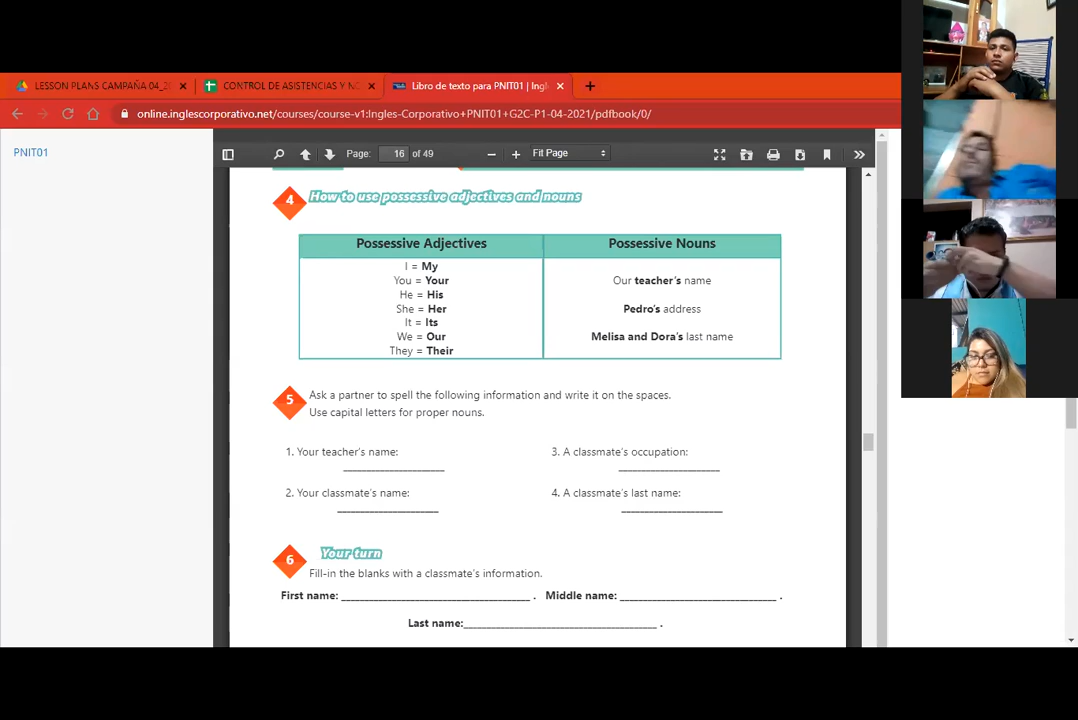 LESSON PLANS CAMPAÑA 04_2
CONTROL DE ASISTENCIAS Y NO
Libro de texto para PNIT01 | Ingl
online.inglescorporativo.net/courses/course-v1:Ingles-Corporativo+PNIT01+G2C-P1-04-2021/pdfbook/0/
PNIT01
Page: 16 of 49
Fit Page
4 How to use possessive adjectives and nouns
Possessive Adjectives
Possessive Nouns
I = My
You = Your
He = His
She = Her
It = Its
We = Our
They = Their
Our teacher's name
Pedro's address
Melisa and Dora's last name
5 Ask a partner to spell the following information and write it on the spaces.
Use capital letters for proper nouns.
1. Your teacher's name:
3. A classmate's occupation:
2. Your classmate's name:
4. A classmate's last name:
6 Your turn
Fill-in the blanks with a classmate's information.
First name: ______________________ . Middle name: ______________________ .
Last name:______________________ .